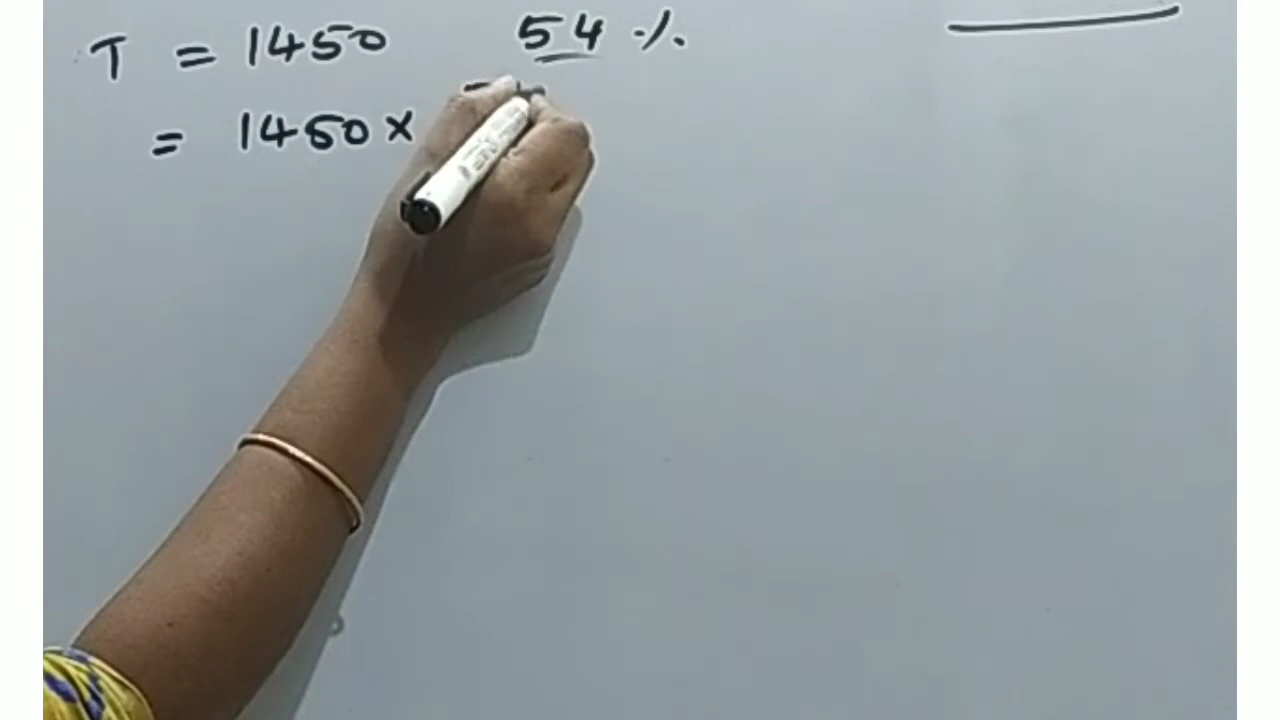 T = 1450 54 %
= 1450 ×